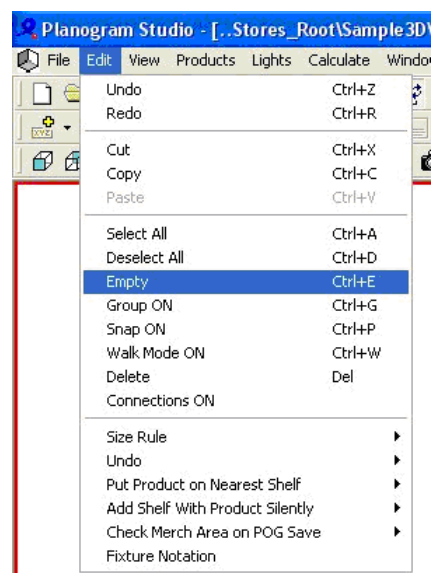 Planogram Studio - [..Stores_Root\Sample3D\
File Edit View Products Lights Calculate Windo
Undo Ctrl+Z
Redo Ctrl+R
XYZ
Cut Ctrl+X
Copy Ctrl+C
Paste Ctrl+V
Select All Ctrl+A
Deselect All Ctrl+D
Empty Ctrl+E
Group ON Ctrl+G
Snap ON Ctrl+P
Walk Mode ON Ctrl+W
Delete Del
Connections ON
Size Rule
Undo
Put Product on Nearest Shelf
Add Shelf With Product Silently
Check Merch Area on POG Save
Fixture Notation